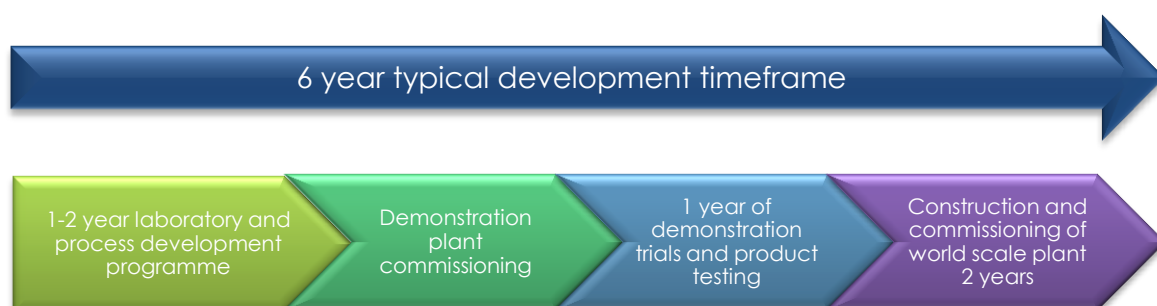 6 year typical development timeframe
1-2 year laboratory and
process development
programme
Demonstration
plant
commissioning
1 year of
demonstration
trials and product
testing
Construction and
commissioning of
world scale plant
2 years